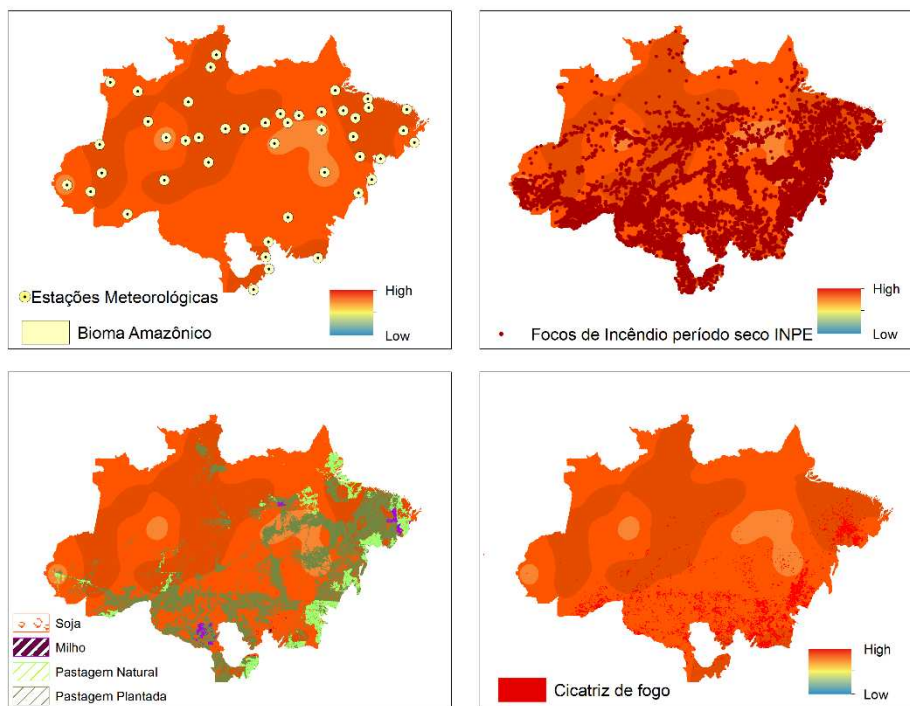 Estações Meteorológicas
Bioma Amazônico
High
Low
Focos de Incêndio período seco INPE
High
Low
Soja
Milho
Pastagem Natural
Pastagem Plantada
Cicatriz de fogo
High
Low